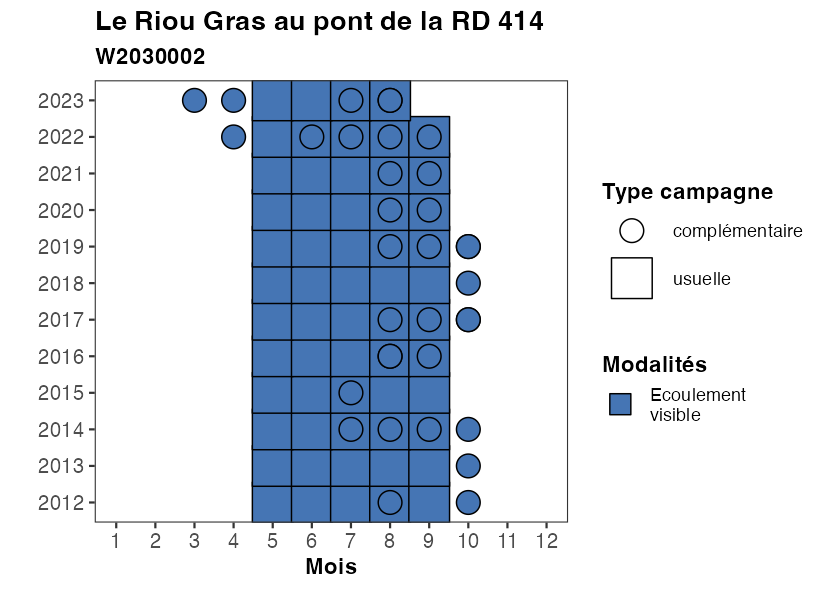 Le Riou Gras au pont de la RD 414
W2030002
2023
2022
2021
2020
2019
2018
2017
2016
2015
2014
2013
2012
1 2 3 4 5 6 7 8 9 10 11 12
Mois
Type campagne
complémentaire
usuelle
Modalités
Ecoulement
visible